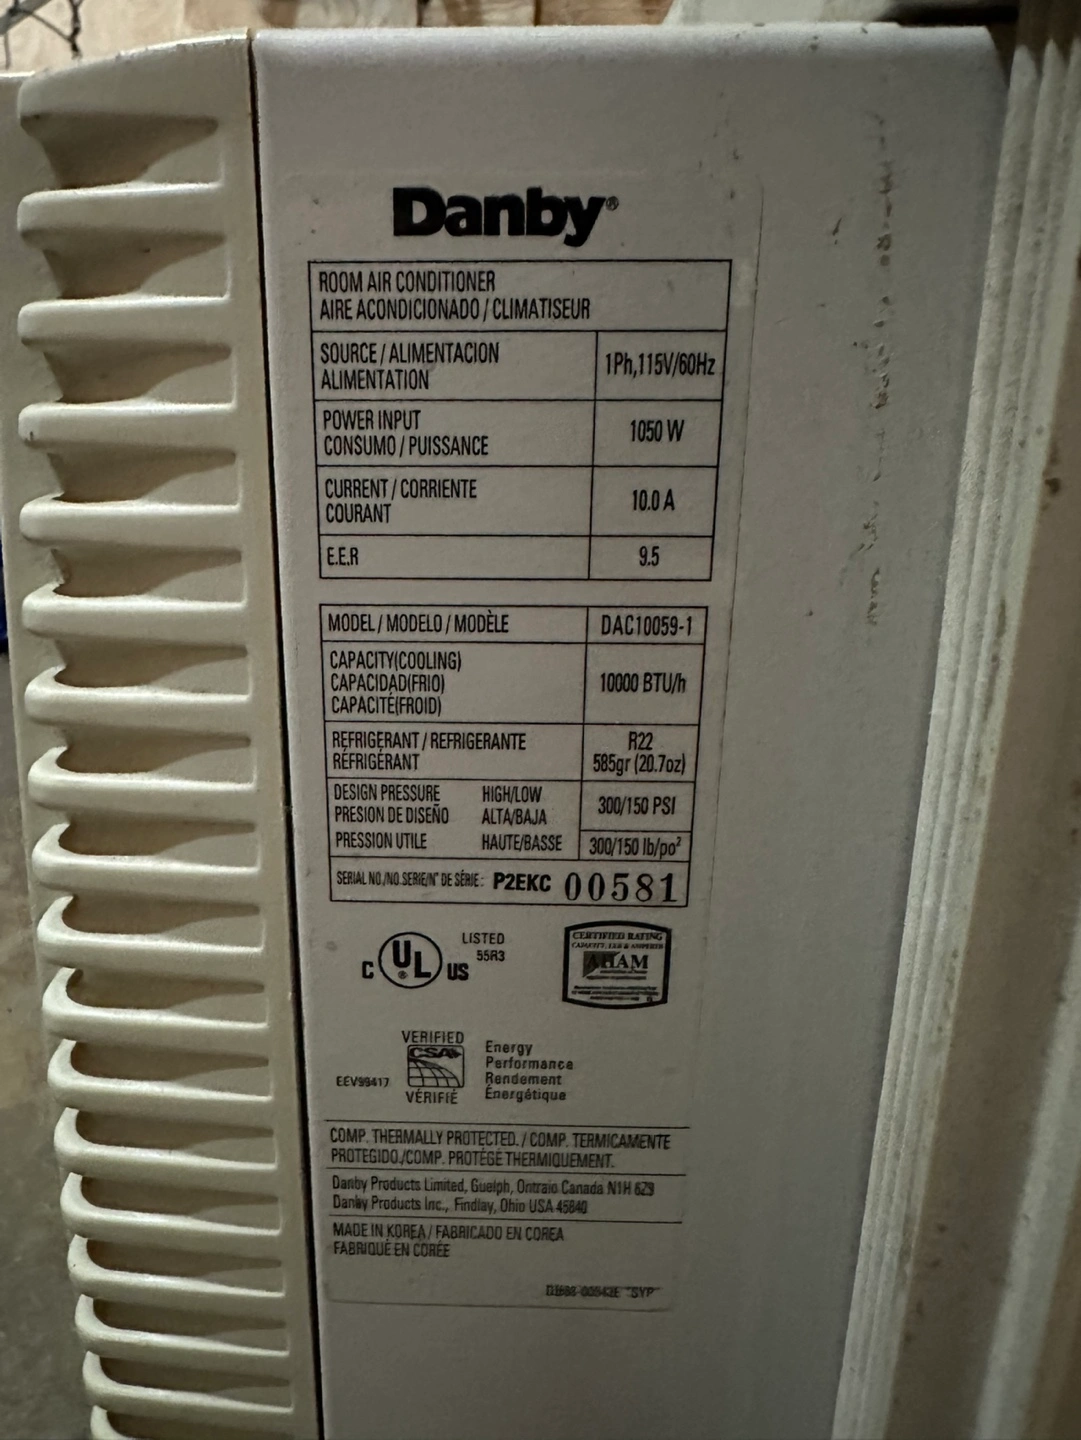 Danby®
ROOM AIR CONDITIONER
AIRE ACONDICIONADO / CLIMATISEUR
SOURCE / ALIMENTACION
ALIMENTATION
1Ph,115V/60Hz
POWER INPUT
CONSUMO / PUISSANCE
1050 W
CURRENT / CORRIENTE
COURANT
10.0 A
E.E.R
9.5
MODEL / MODELO / MODÈLE
DAC10059-1
CAPACITY(COOLING)
CAPACIDAD(FRIO)
CAPACITÉ(FROID)
10000 BTU/h
REFRIGERANT / REFRIGERANTE
RÉFRIGÉRANT
R22
585gr (20.7oz)
DESIGN PRESSURE HIGH/LOW
PRESION DE DISEÑO ALTA/BAJA
300/150 PSI
PRESSION UTILE HAUTE/BASSE
300/150 lb/po²
SERIAL NO./NO.SERIE/N° DE SÉRIE: P2EKC 00581
C UL® US
LISTED
55R3
CERTIFIED RATING
AHAM
VERIFIED
CSA
EEV99417
VÉRIFIÉ
Energy
Performance
Rendement
Énergétique
COMP. THERMALLY PROTECTED. / COMP. TERMICAMENTE
PROTEGIDO./COMP. PROTÉGÉ THERMIQUEMENT.
Danby Products Limited, Guelph, Ontraio Canada N1H 6Z9
Danby Products Inc., Findlay, Ohio USA 45840
MADE IN KOREA / FABRICADO EN COREA
FABRIQUÉ EN CORÉE
"SYP"